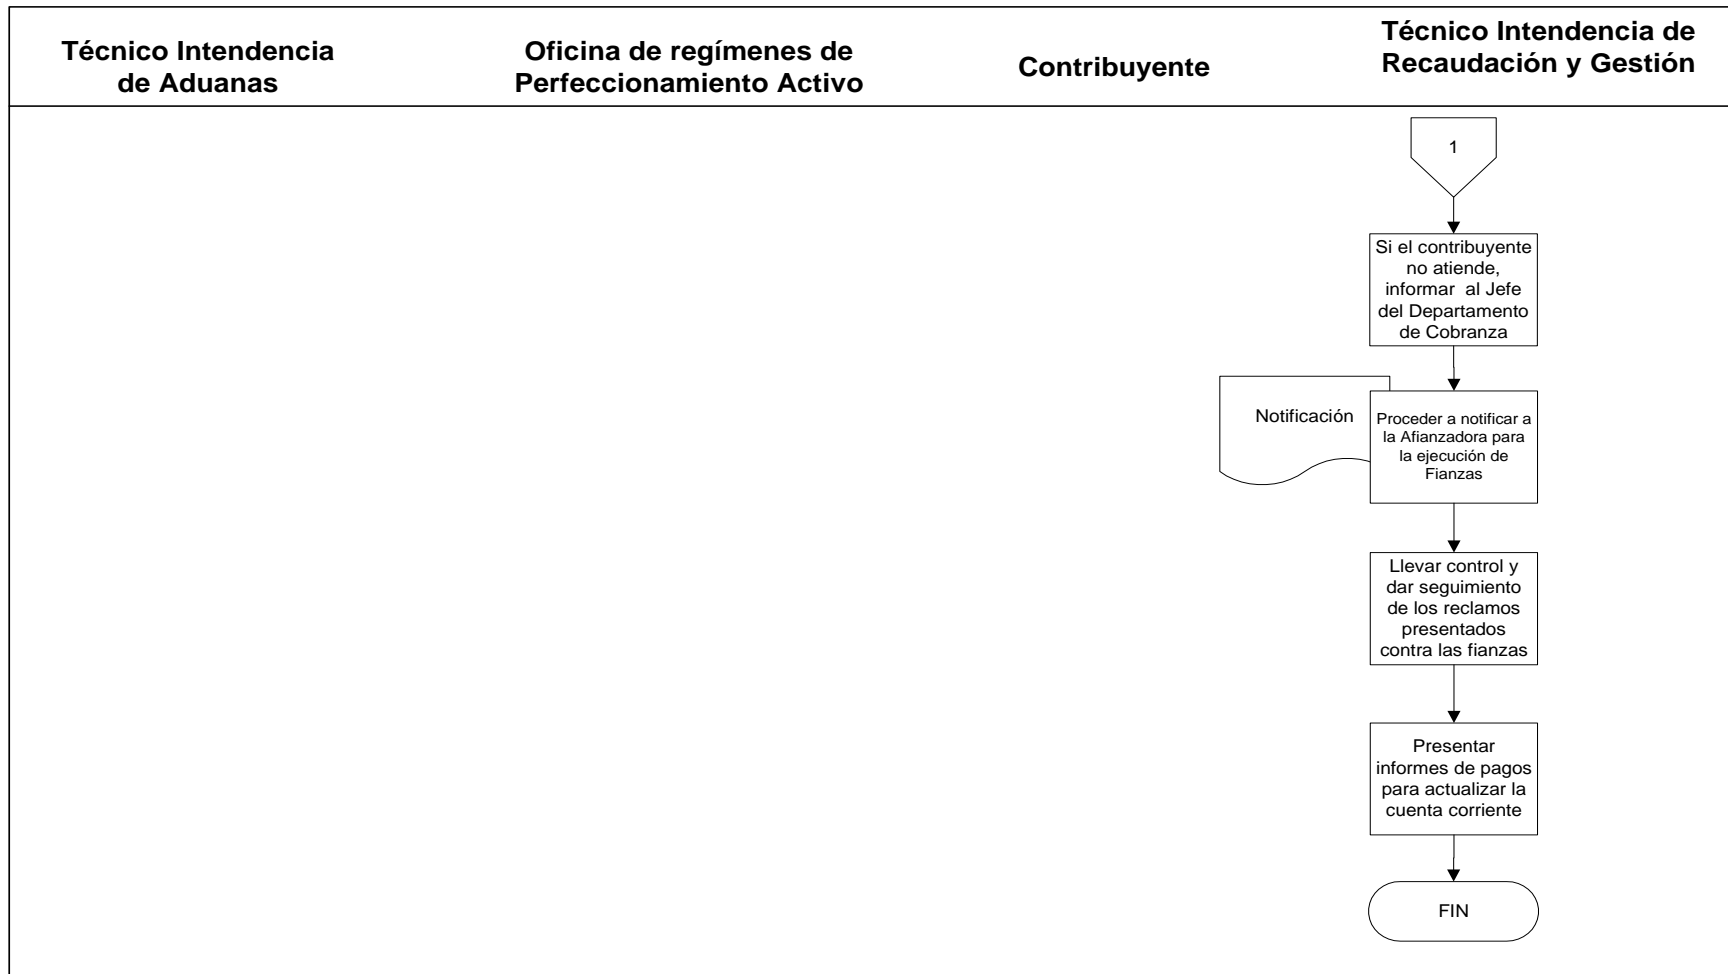 Técnico Intendencia
de Aduanas
Oficina de regímenes de
Perfeccionamiento Activo
Contribuyente
Técnico Intendencia de
Recaudación y Gestión
1
Si el contribuyente
no atiende,
informar al Jefe
del Departamento
de Cobranza
Notificación
Proceder a notificar a
la Afianzadora para
la ejecución de
Fianzas
Llevar control y
dar seguimiento
de los reclamos
presentados
contra las fianzas
Presentar
informes de pagos
para actualizar la
cuenta corriente
FIN